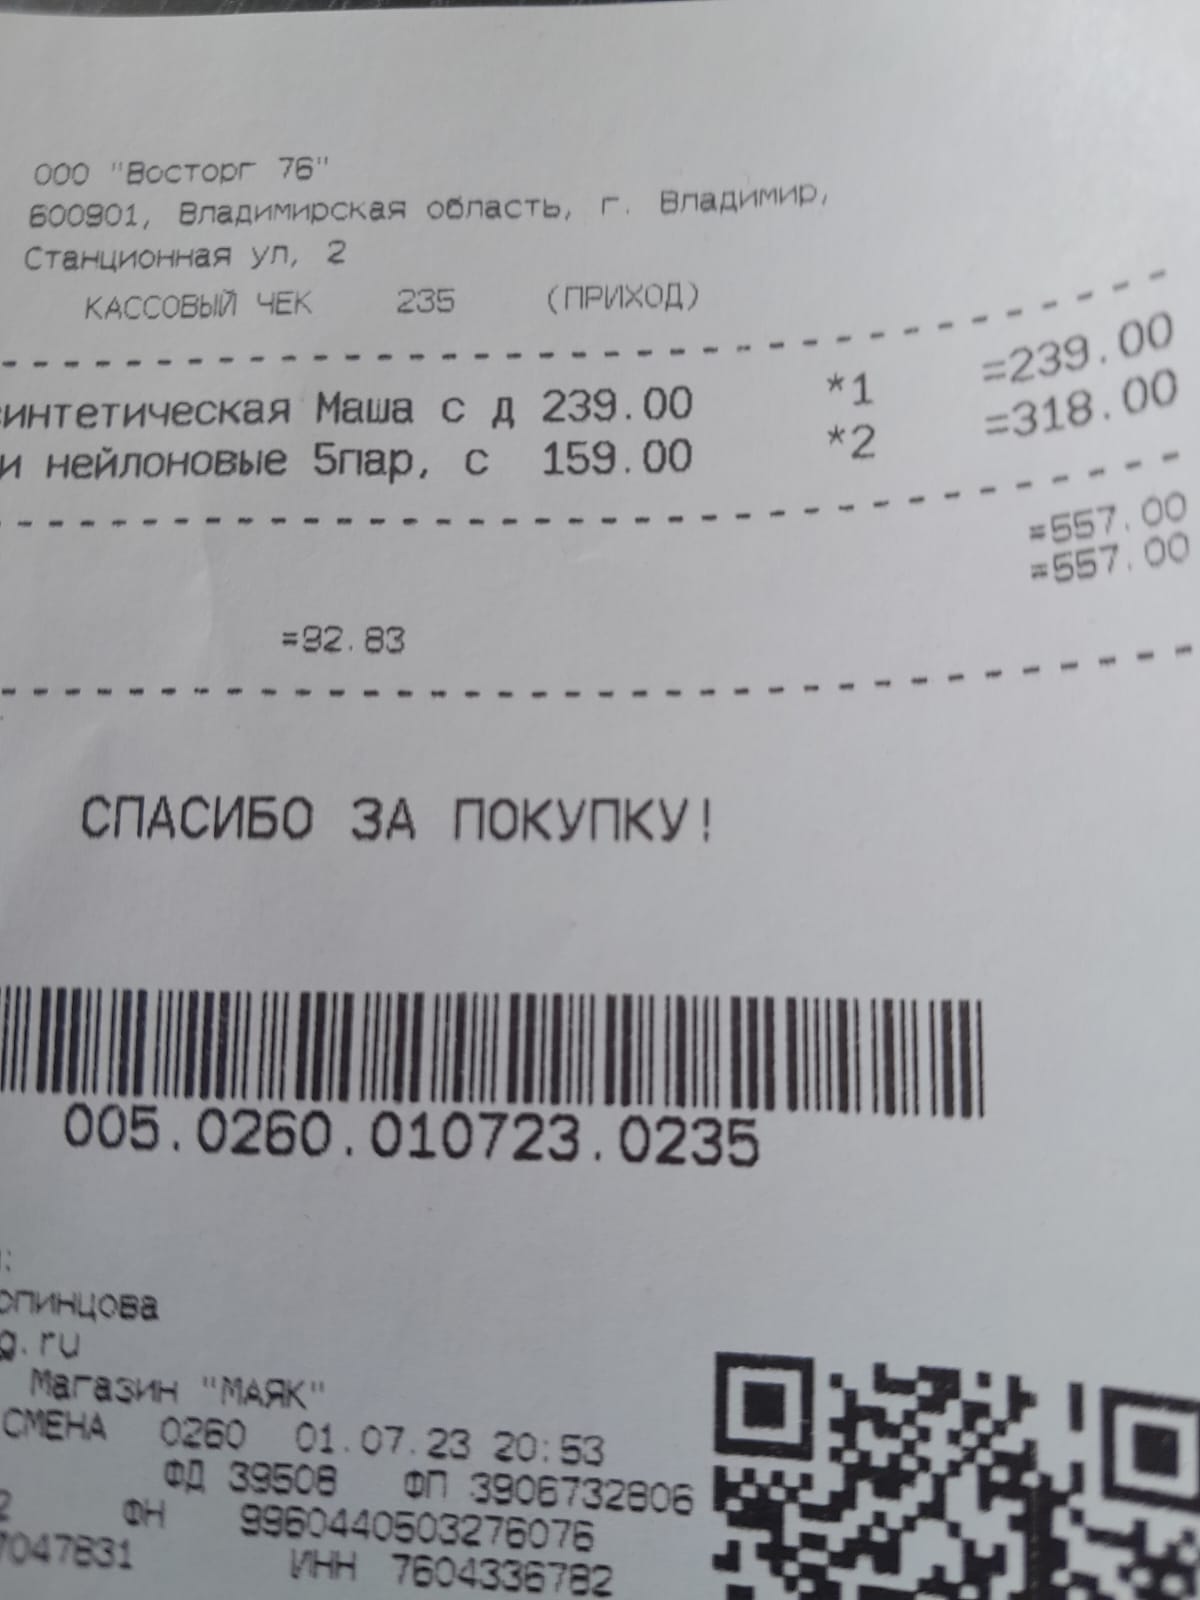 ООО "Восторг 76"
600901, Владимирская область, г. Владимир,
Станционная ул, 2
КАССОВЫЙ ЧЕК 235 (ПРИХОД)
интетическая Маша с д 239.00 *1 =239.00
и нейлоновые 5пар, с 159.00 *2 =318.00
=557.00
=557.00
=92.83
СПАСИБО ЗА ПОКУПКУ!
005.0260.010723.0235
:
опинцова
g.ru
Магазин "МАЯК"
СМЕНА 0260 01.07.23 20:53
ФД 39508 ФП 3906732806
2 ФН 9960440503276076
7047831 ИНН 7604336782